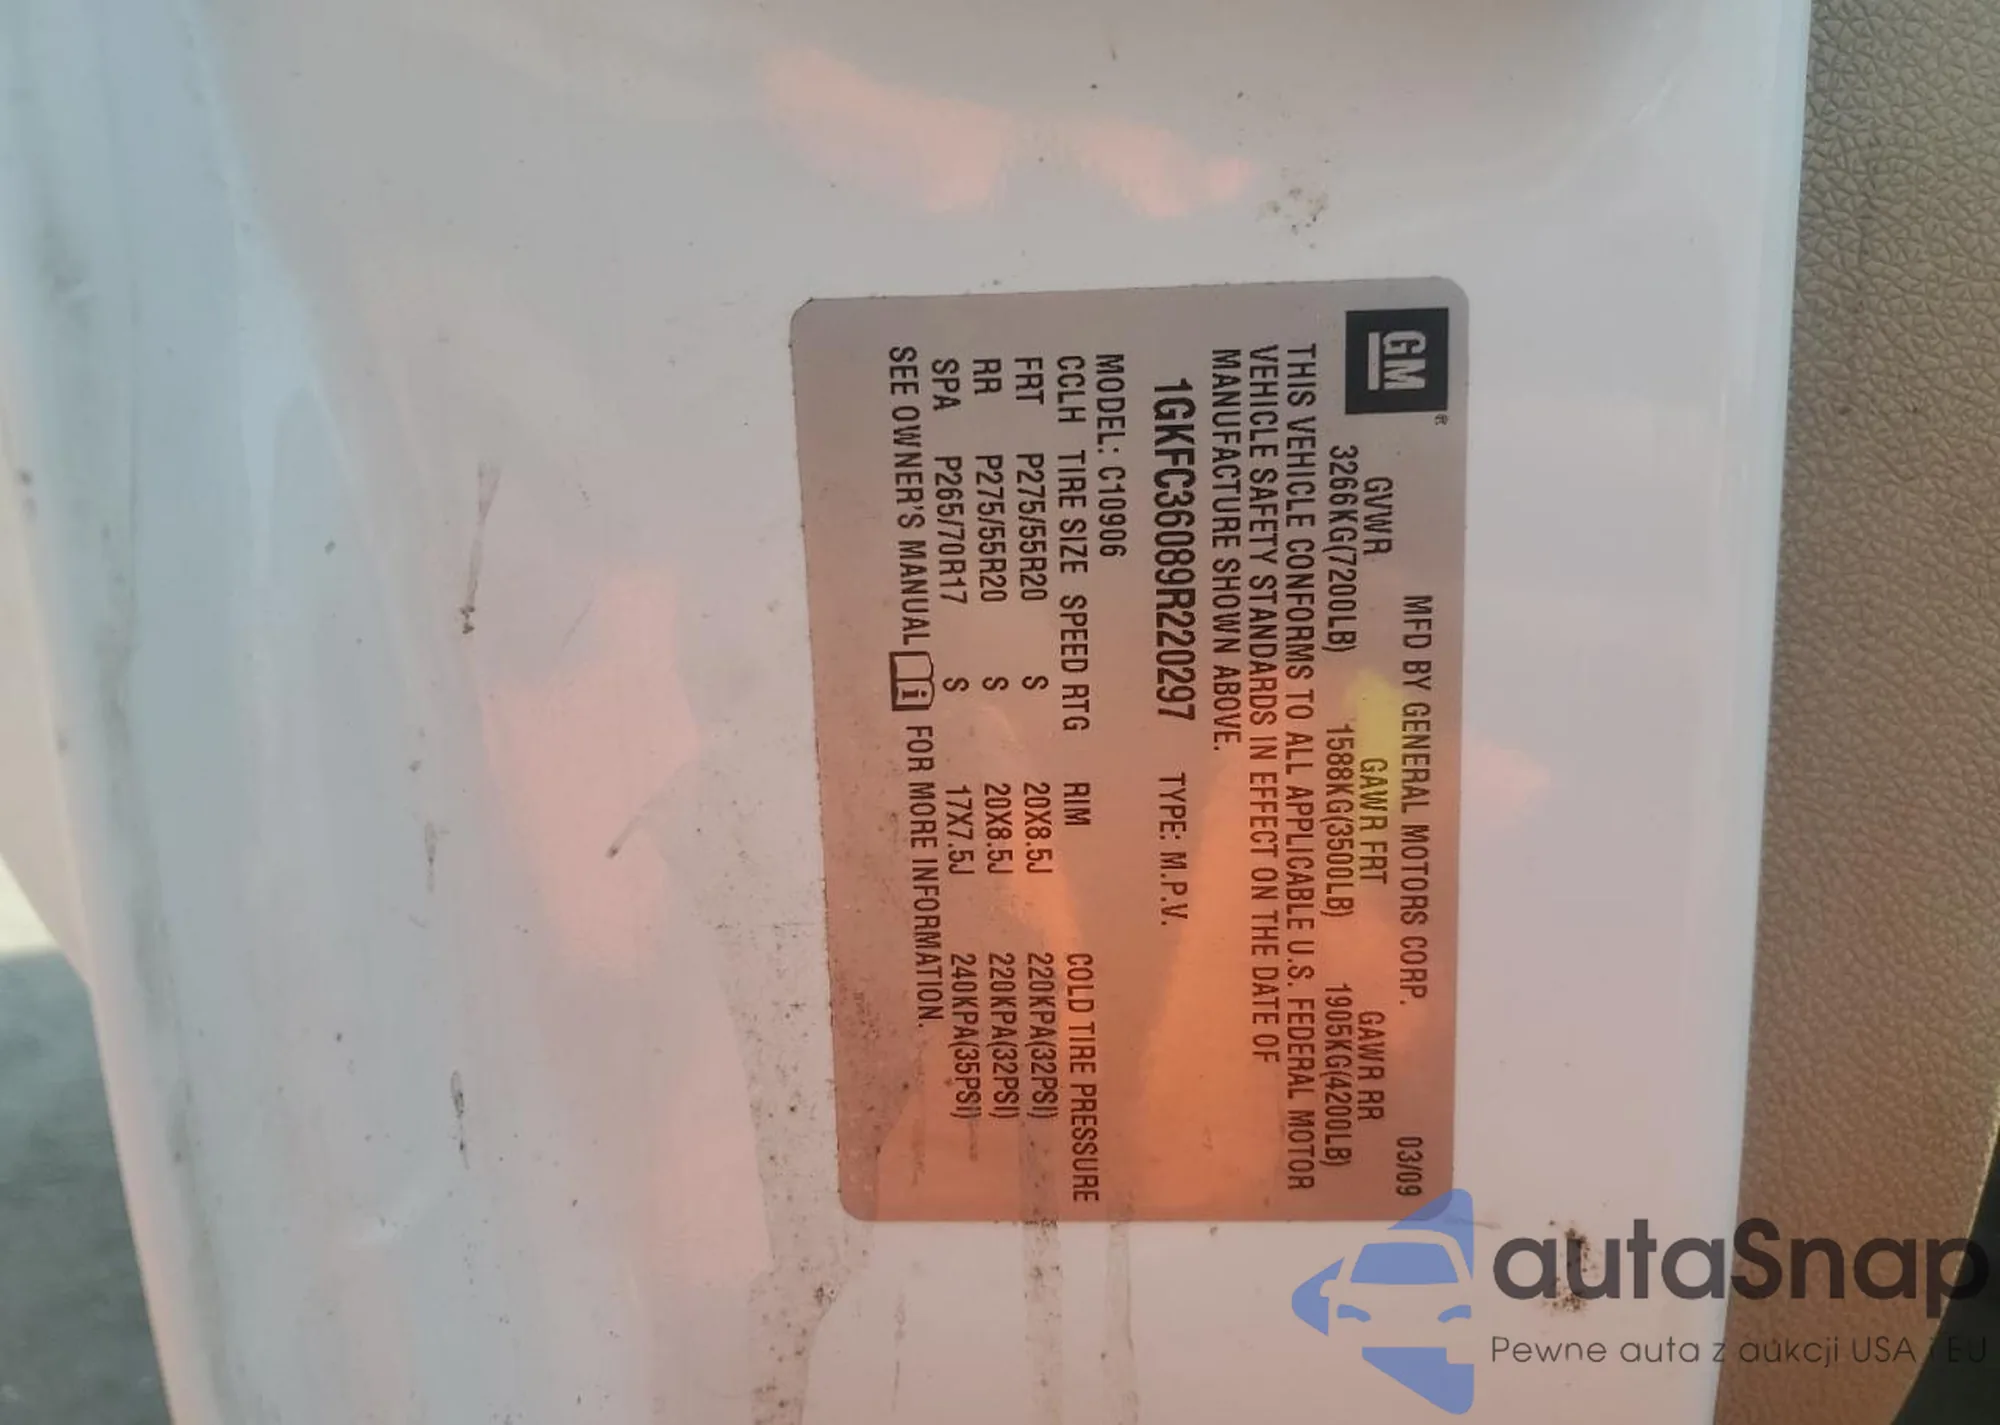 GM®
MFD BY GENERAL MOTORS CORP. 03/09
GVWR GAWR FRT GAWR RR
3266KG(7200LB) 1588KG(3500LB) 1905KG(4200LB)
THIS VEHICLE CONFORMS TO ALL APPLICABLE U.S. FEDERAL MOTOR
VEHICLE SAFETY STANDARDS IN EFFECT ON THE DATE OF
MANUFACTURE SHOWN ABOVE.
1GKFC36089R220297 TYPE: M.P.V.
MODEL: C10906
CCLH TIRE SIZE SPEED RTG RIM COLD TIRE PRESSURE
FRT P275/55R20 S 20X8.5J 220KPA(32PSI)
RR P275/55R20 S 20X8.5J 220KPA(32PSI)
SPA P265/70R17 S 17X7.5J 240KPA(35PSI)
SEE OWNER'S MANUAL i FOR MORE INFORMATION.
autaSnap
Pewne auta z aukcji USA i EU